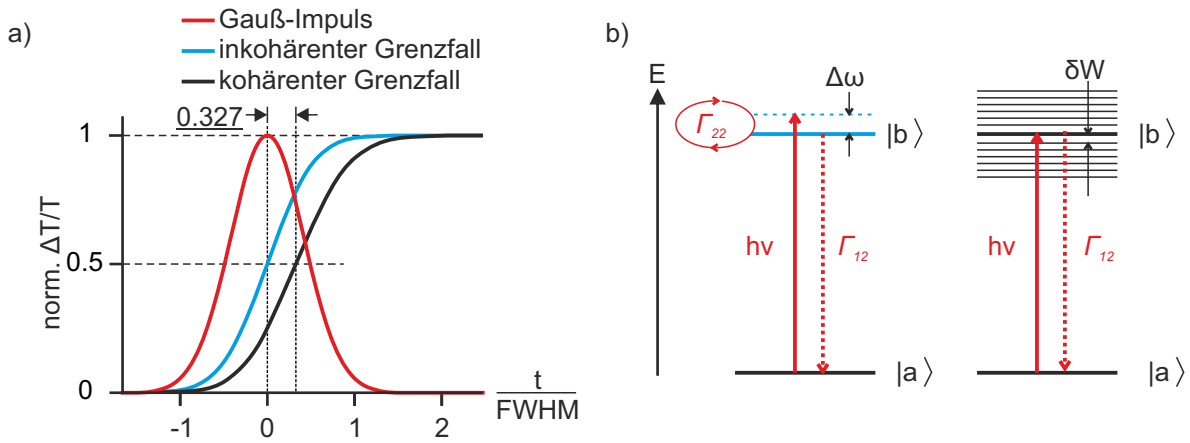 a)
Gauß-Impuls
inkohärenter Grenzfall
kohärenter Grenzfall
0.327
norm. ΔT/T
1
0.5
0
-1
0
1
2
t
FWHM
b)
E
Δω
Γ22
|b⟩
hν
Γ12
|a⟩
δW
|b⟩
hν
Γ12
|a⟩